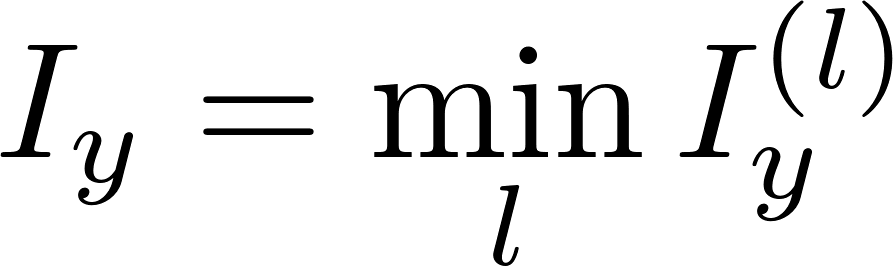 $I_y = \min_l I_y^{(l)}$